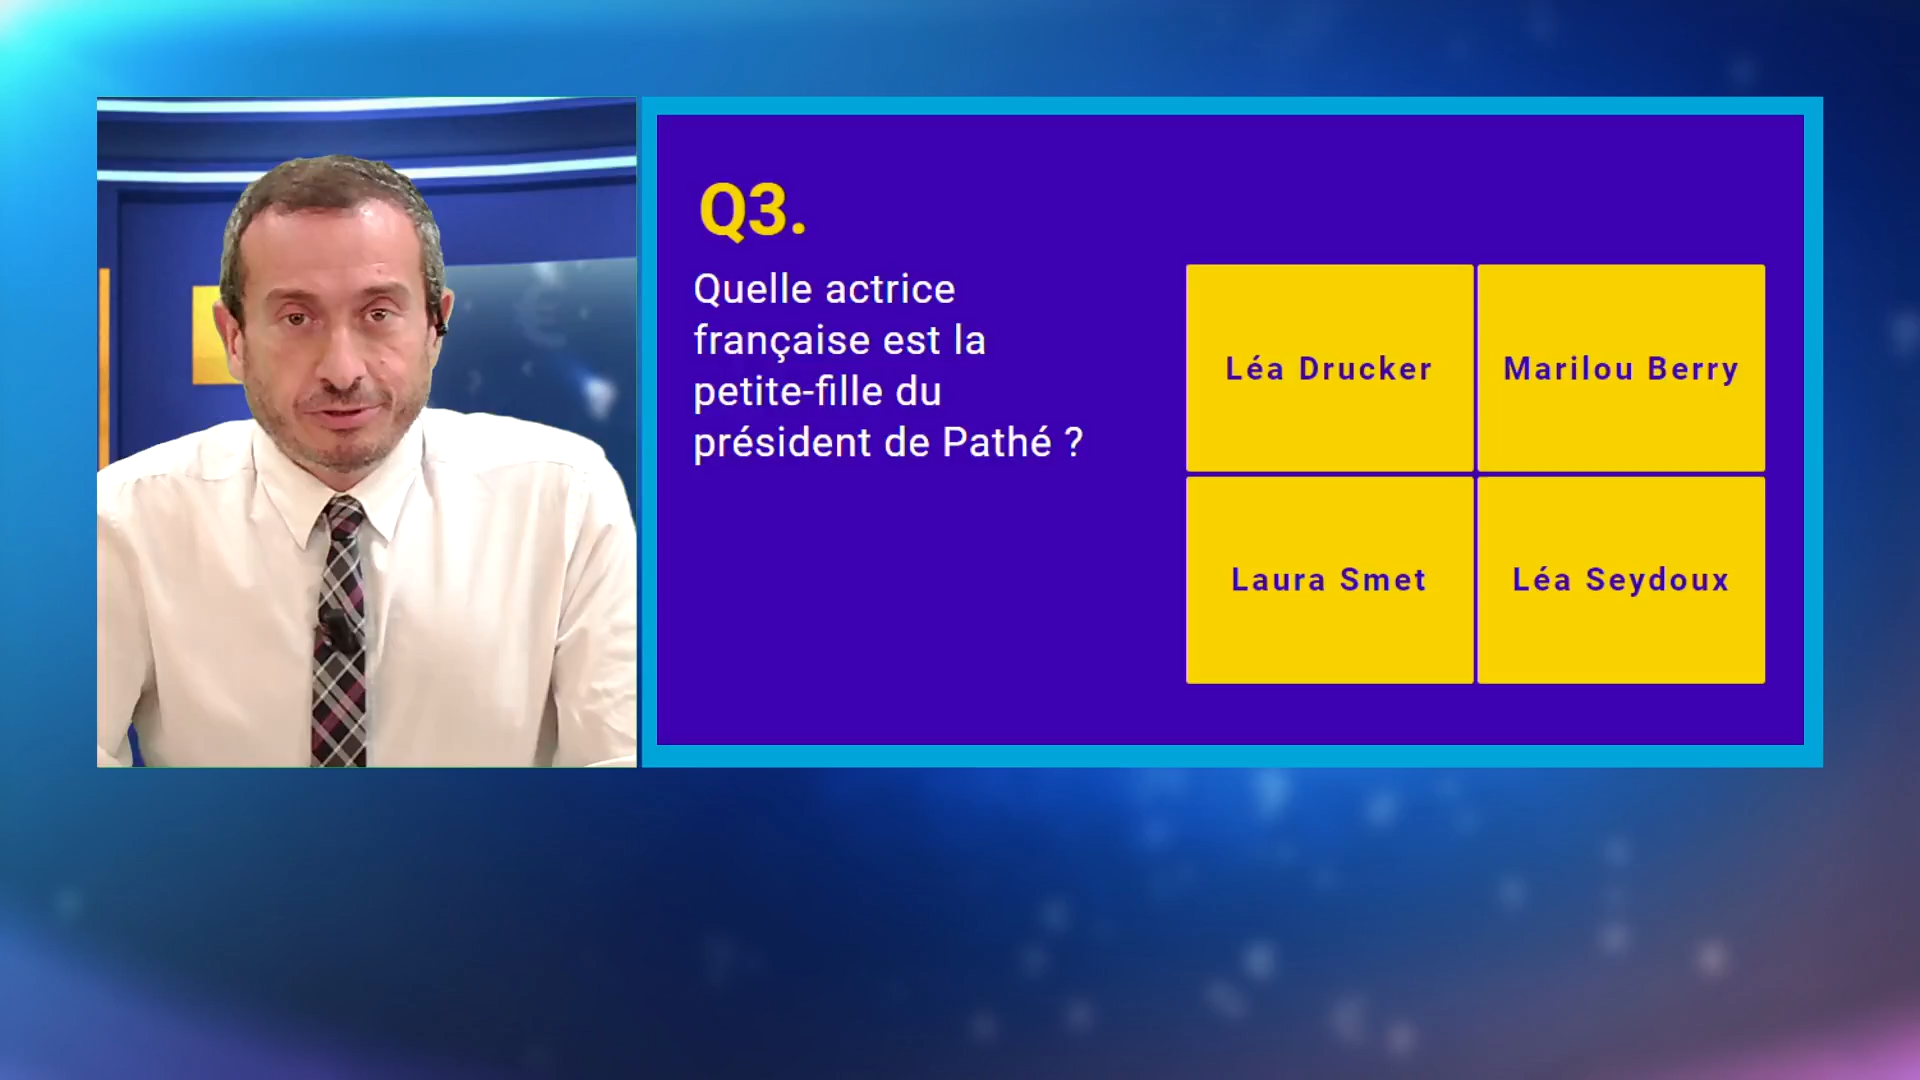 Q3.
Quelle actrice
française est la
petite-fille du
président de Pathé ?
Léa Drucker
Marilou Berry
Laura Smet
Léa Seydoux